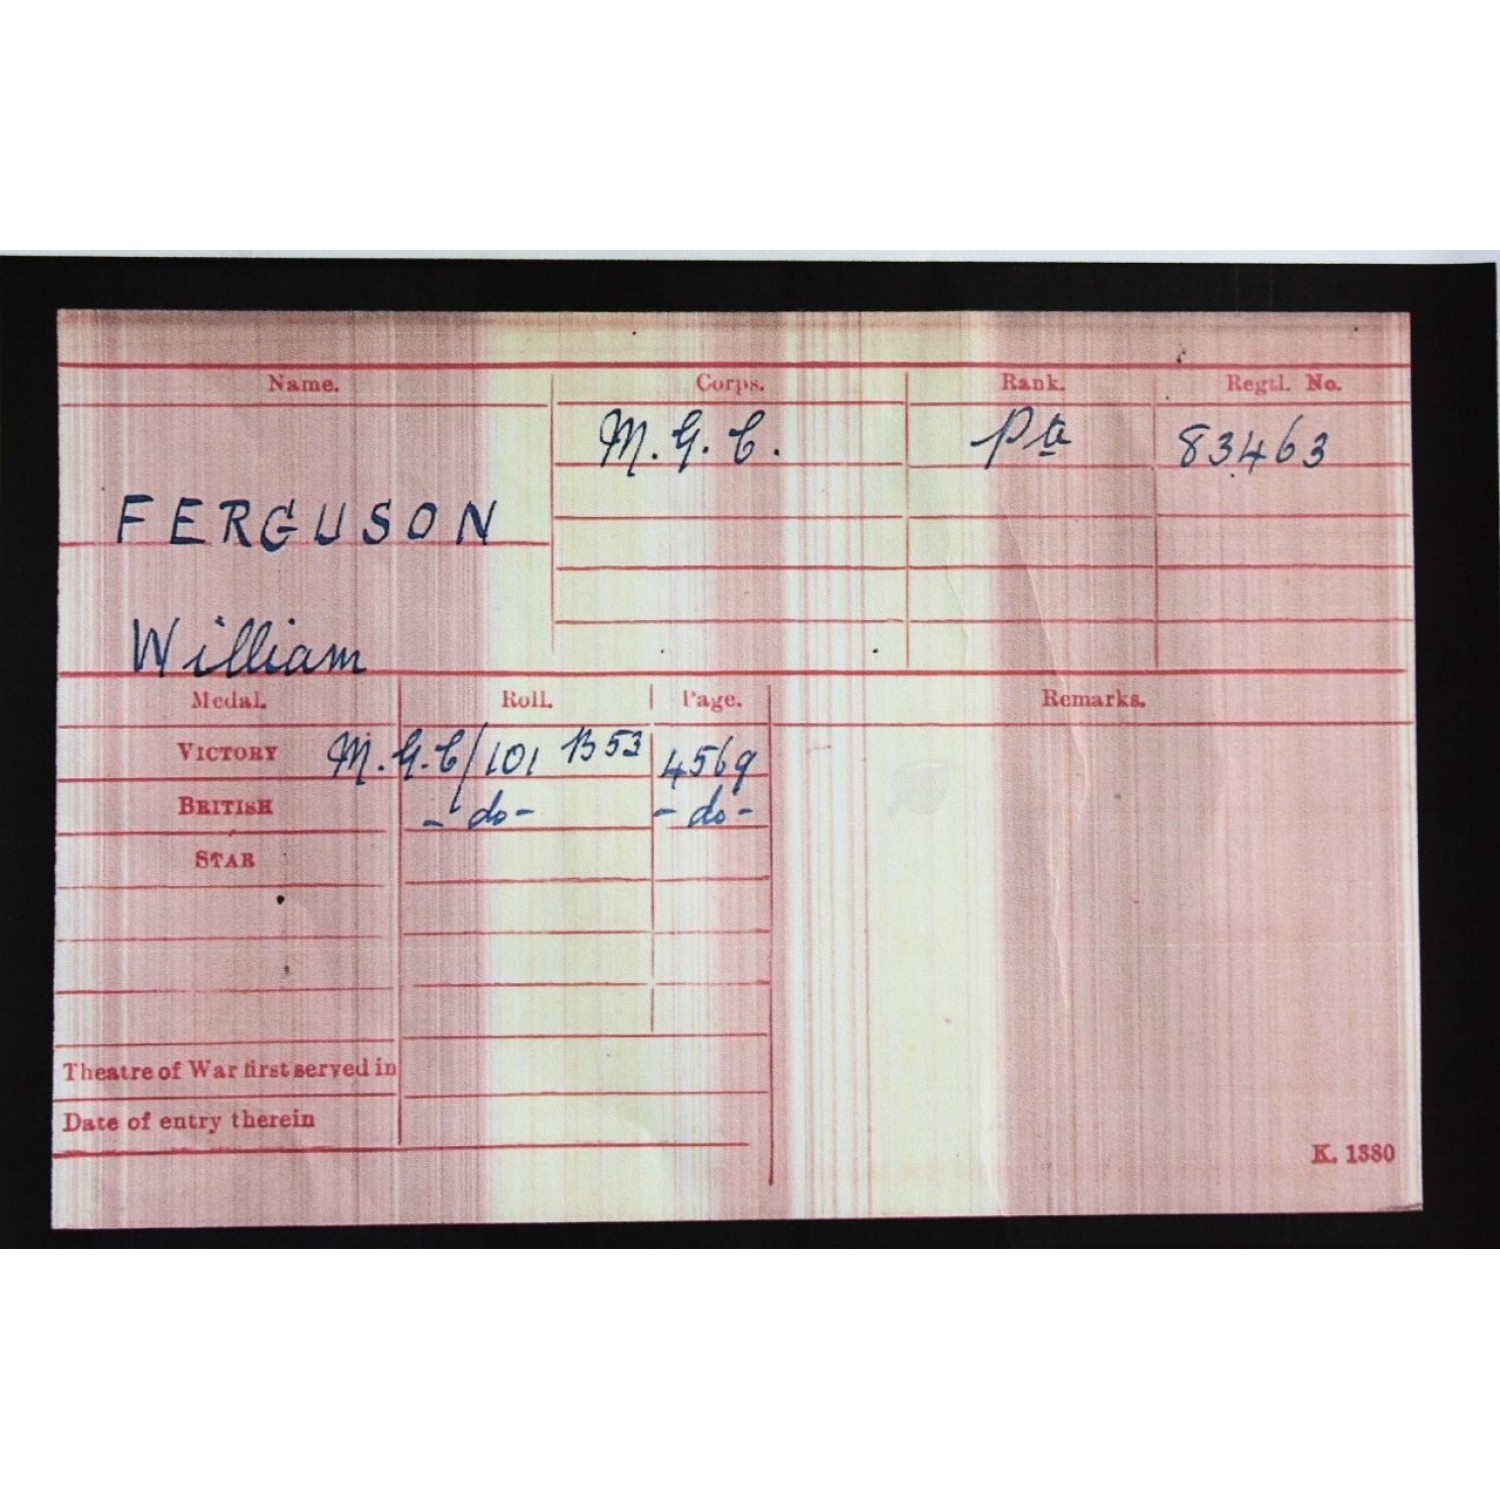 Name. Corps. Rank. Regtl. No.
M.G.C. Pte 83463
FERGUSON
William
Medal. Roll. Page. Remarks.
VICTORY M.G.C/101 B53 4569
BRITISH - do - - do -
STAR
Theatre of War first served in
Date of entry therein
K. 1380